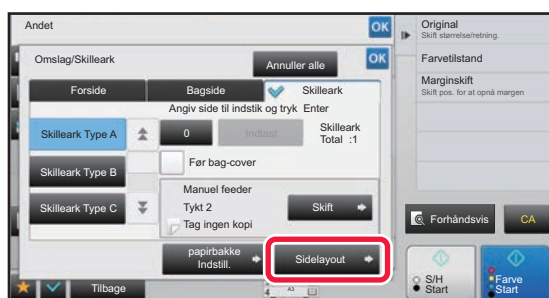 Andet
OK
Omslag/Skilleark
Annuller alle
OK
Forside
Bagside
Skilleark
Angiv side til indstik og tryk Enter
Skilleark Type A
0
Indtast
Skilleark
Total :1
Skilleark Type B
Før bag-cover
Skilleark Type C
Manuel feeder
Tykt 2
Tag ingen kopi
Skift
papirbakke
Indstill.
Sidelayout
Tilbage
4
A3
Original
Skift størrelse/retning.
Farvetilstand
Marginskift
Skift pos. for at opnå margen
Forhåndsvis
CA
S/H
Start
Farve
Start